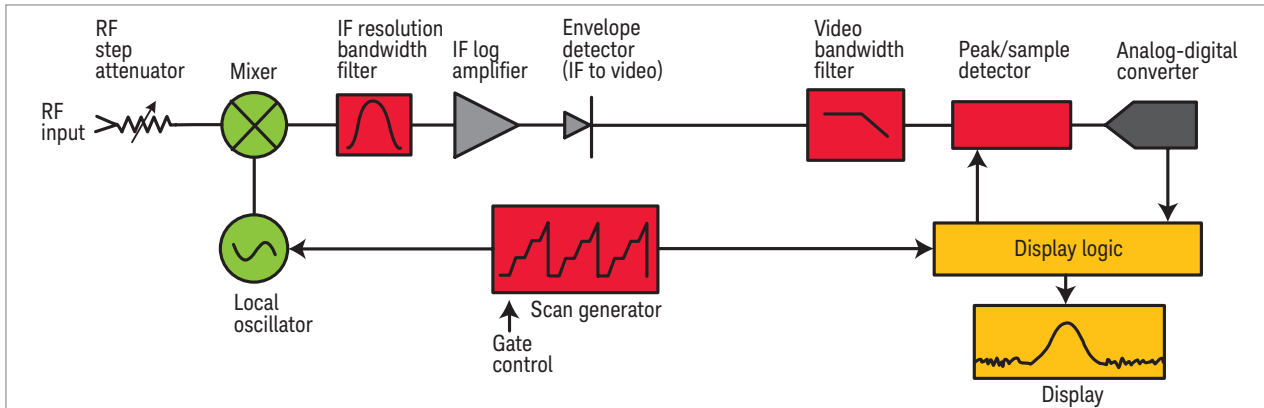 RF
step
attenuator
Mixer
IF resolution
bandwidth
filter
IF log
amplifier
Envelope
detector
(IF to video)
Video
bandwidth
filter
Peak/sample
detector
Analog-digital
converter
RF
input
Local
oscillator
Scan generator
Gate
control
Display logic
Display